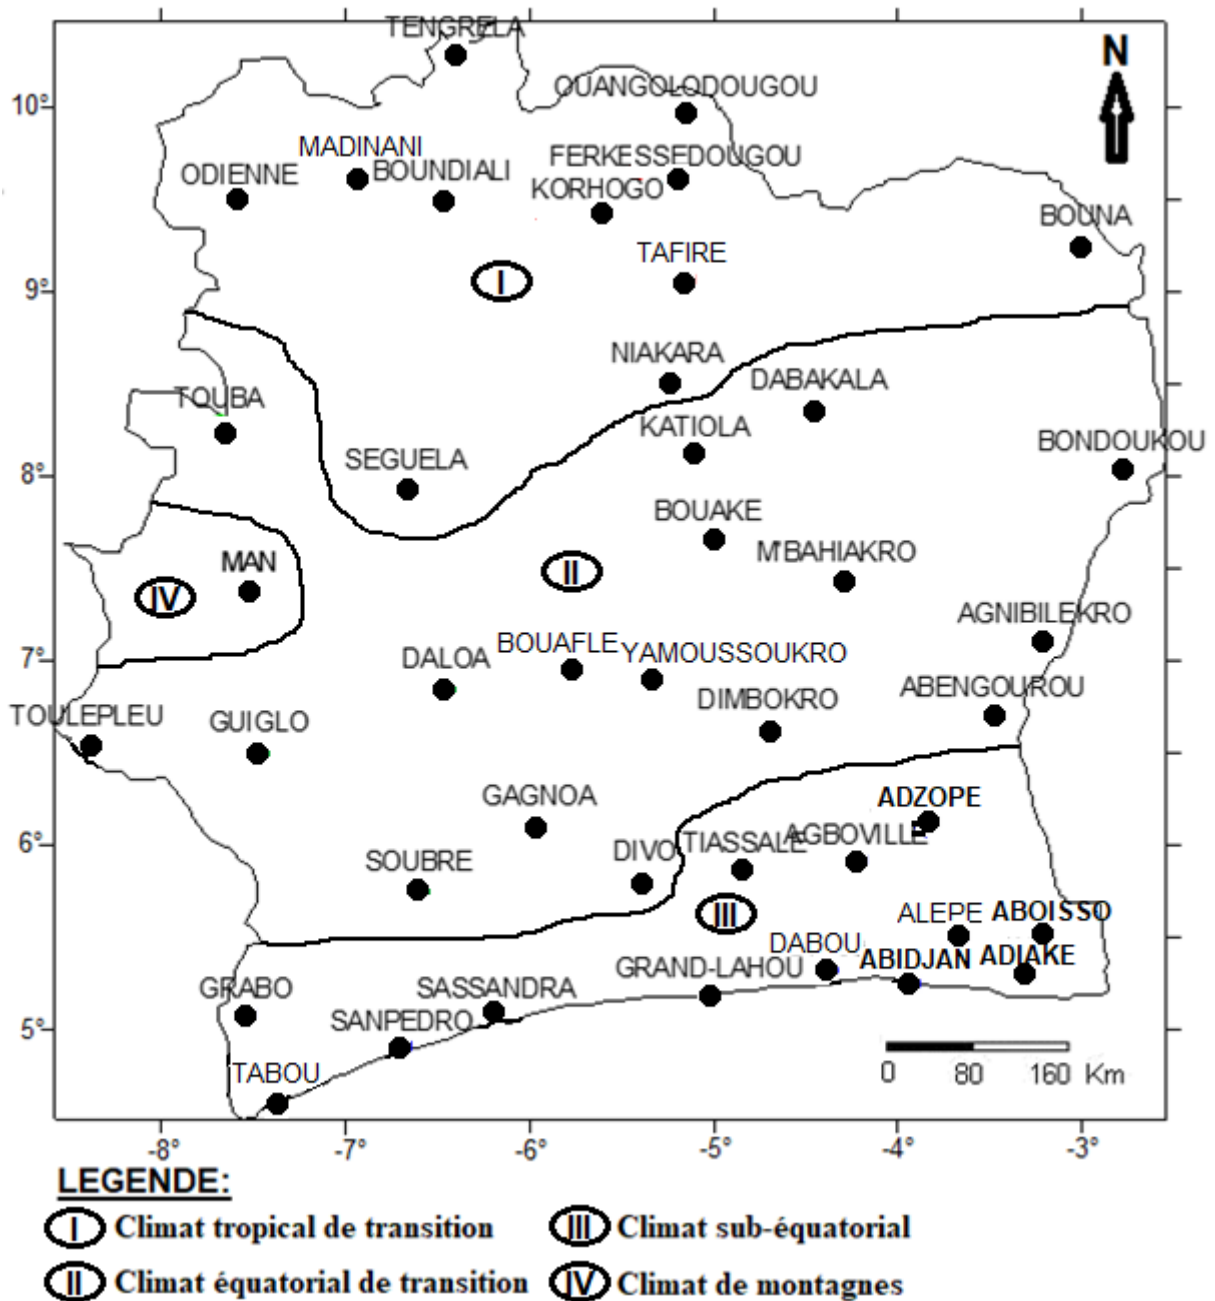 TENGRELA
N
OUANGOLODOUGOU
10°
MADINANI
FERKESSEDOUGOU
BOUNDIALI
ODIENNE
KORHOGO
BOUNA
TAFIRE
I
9°
NIAKARA
DABAKALA
TOUBA
KATIOLA
BONDOUKOU
SEGUELA
8°
BOUAKE
M'BAHIAKRO
MAN
II
IV
AGNIBILEKRO
BOUAFLE
YAMOUSSOUKRO
7°
DALOA
ABENGOUROU
DIMBOKRO
TOULEPLEU
GUIGLO
GAGNOA
ADZOPE
AGBOVILLE
6°
DIVO
TIASSALE
SOUBRE
III
ALEPE
ABOISSO
DABOU
ABIDJAN
ADIAKE
GRAND-LAHOU
GRABO
SASSANDRA
SANPEDRO
5°
TABOU
0 80 160 Km
-8° -7° -6° -5° -4° -3°
LEGENDE:
I Climat tropical de transition
III Climat sub-équatorial
II Climat équatorial de transition
IV Climat de montagnes